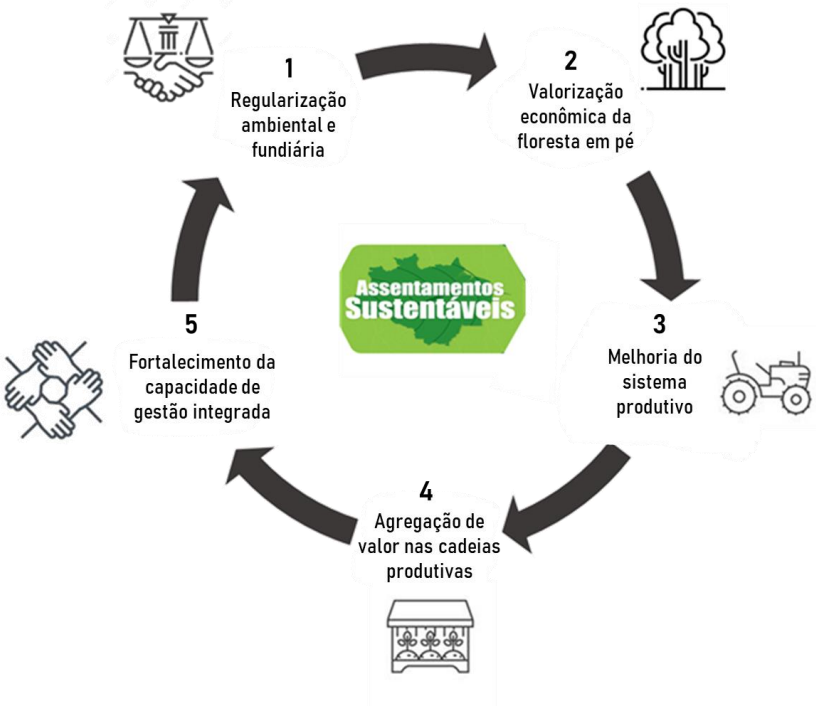 1
Regularização
ambiental e
fundiária
2
Valorização
econômica da
floresta em pé
3
Melhoria do
sistema
produtivo
4
Agregação de
valor nas cadeias
produtivas
5
Fortalecimento da
capacidade de
gestão integrada
Assentamentos
Sustentáveis